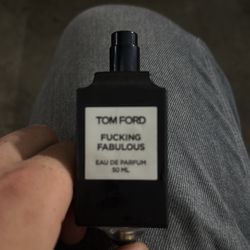 TOM FORD
FUCKING
FABULOUS
EAU DE PARFUM
50 ML